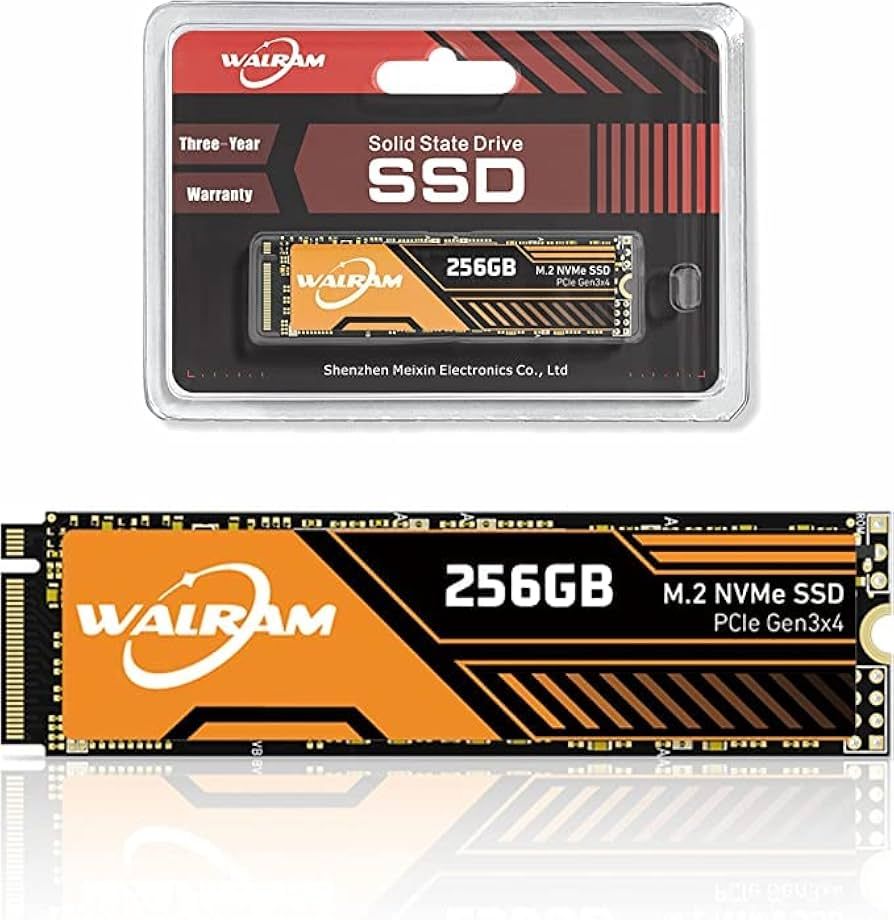 WALRAM
Three-Year
Warranty
Solid State Drive
SSD
WALRAM
256GB
M.2 NVMe SSD
PCIe Gen3x4
Shenzhen Meixin Electronics Co., Ltd
WALRAM
256GB
M.2 NVMe SSD
PCIe Gen3x4